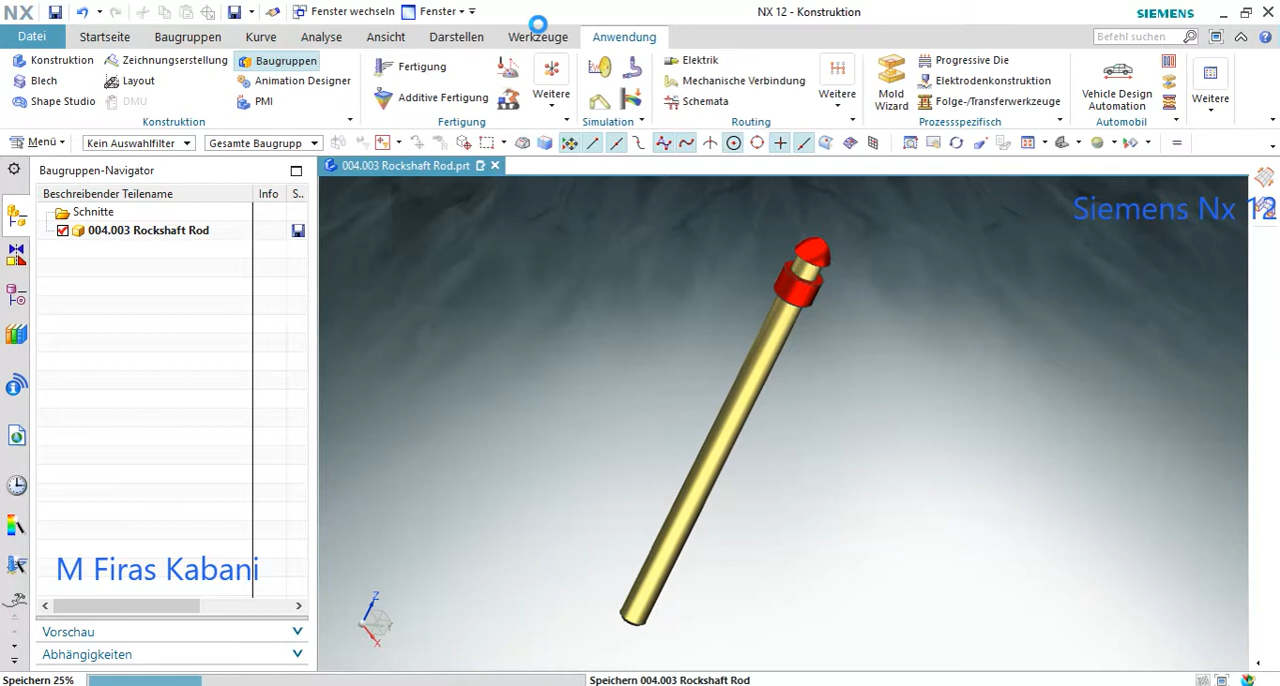 NX Fenster wechseln Fenster NX 12 - Konstruktion SIEMENS
Datei Startseite Baugruppen Kurve Analyse Ansicht Darstellen Werkzeuge Anwendung Befehl suchen
Konstruktion Zeichnungserstellung Baugruppen Fertigung Elektrik Progressive Die
Blech Layout Animation Designer Additive Fertigung Weitere Mechanische Verbindung Weitere Mold Wizard Elektrodenkonstruktion Vehicle Design Automation Weitere
Shape Studio DMU PMI Schemata Folge-/Transferwerkzeuge
Konstruktion Fertigung Simulation Routing Prozessspezifisch Automobil
Menü Kein Auswahlfilter Gesamte Baugrupp
Baugruppen-Navigator 004.003 Rockshaft Rod.prt
Beschreibender Teilename Info S..
Schnitte
004.003 Rockshaft Rod
Siemens Nx 12
M Firas Kabani
Z
X
Vorschau
Abhängigkeiten
Speichern 25% Speichern 004.003 Rockshaft Rod